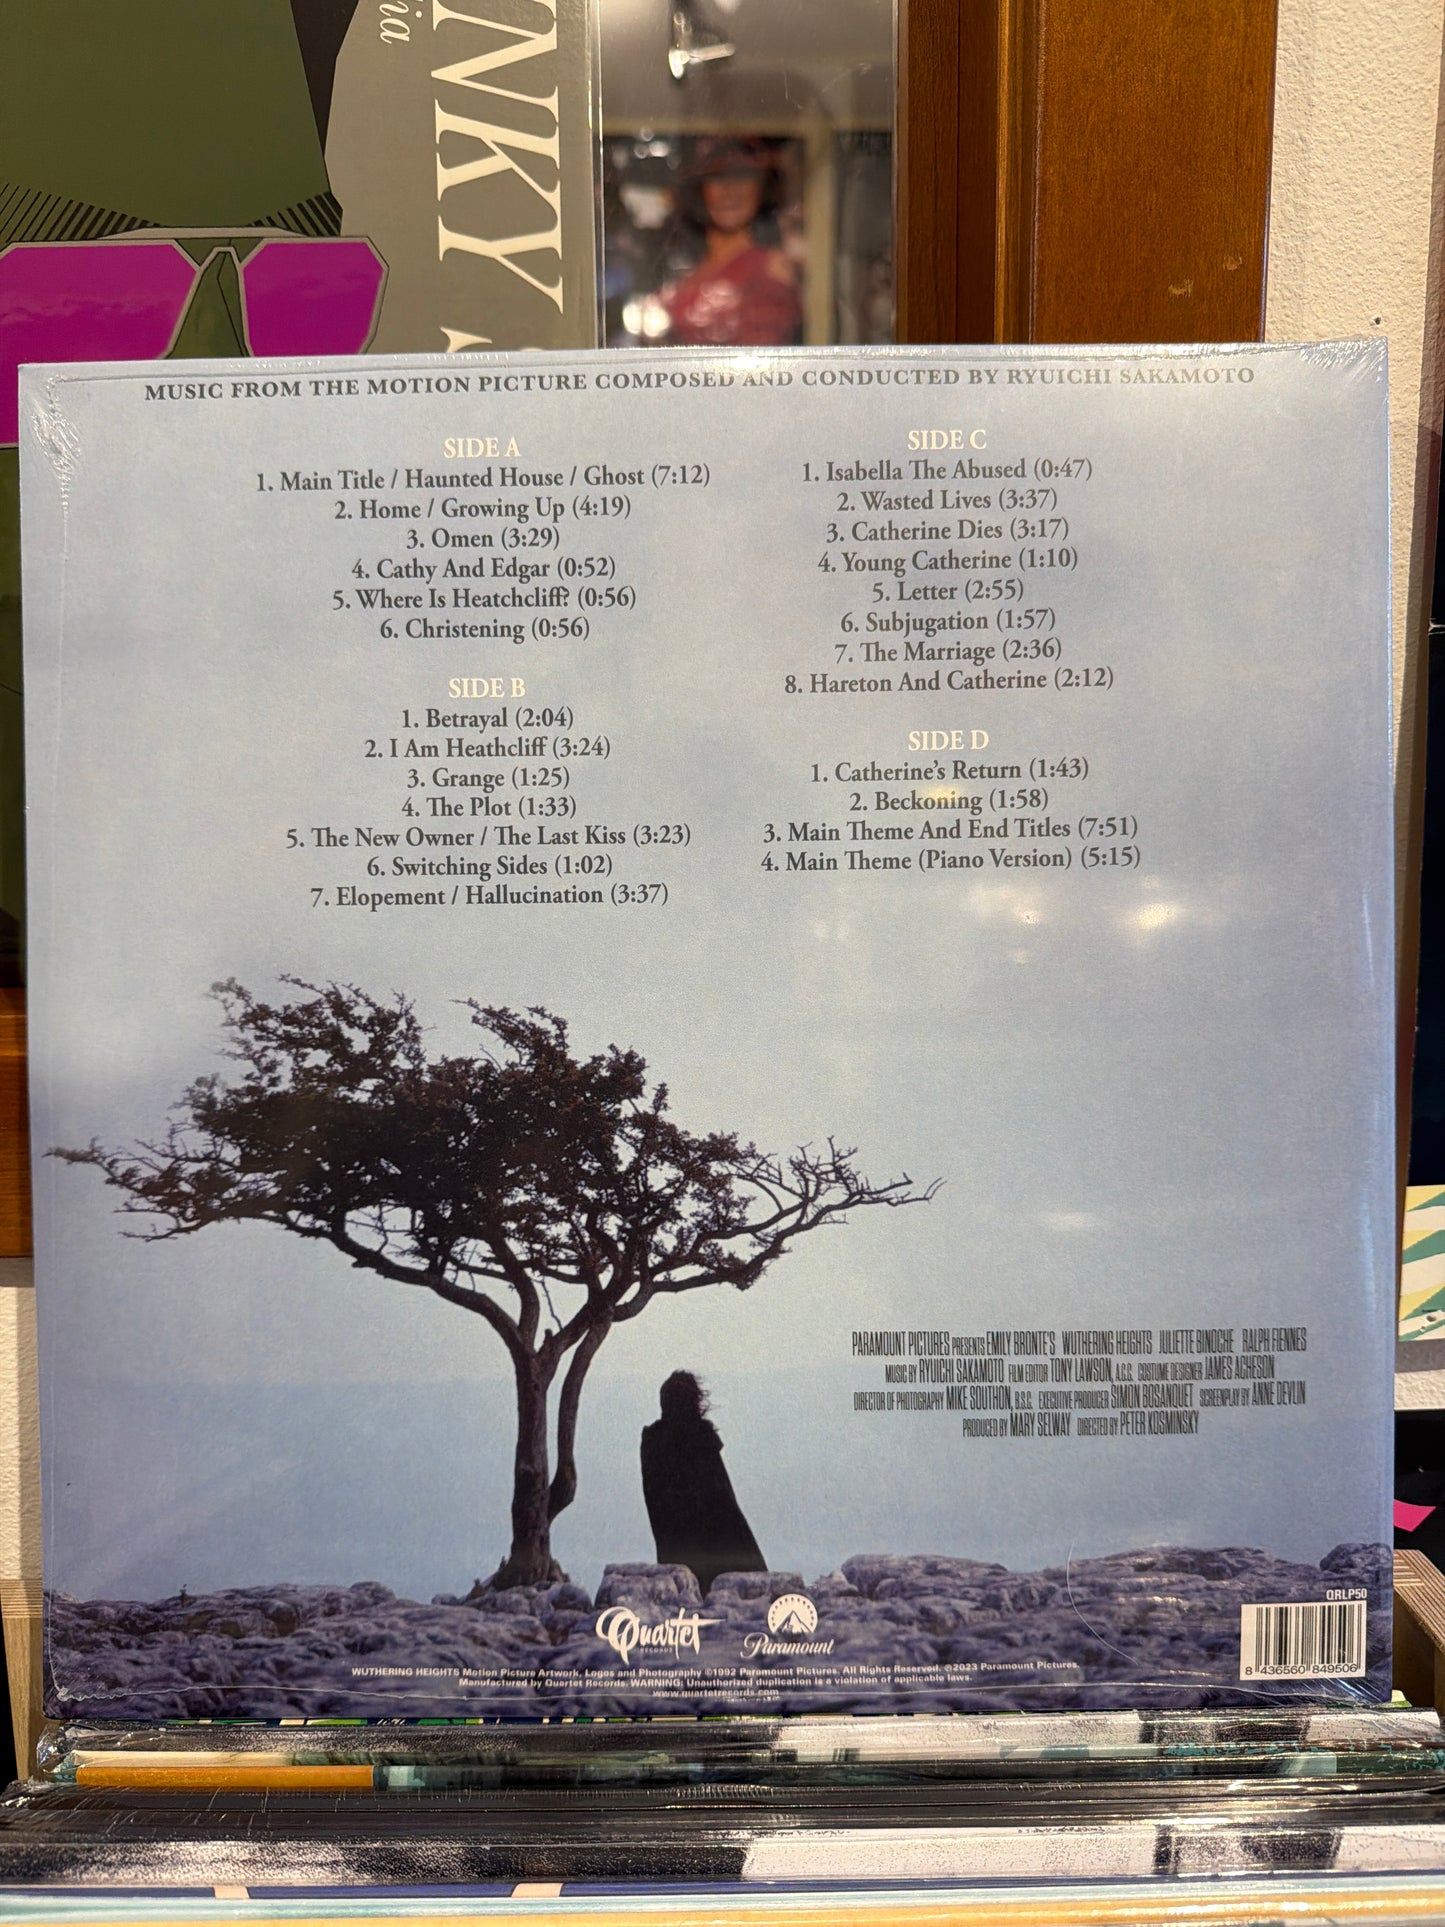 NKY
ia
MUSIC FROM THE MOTION PICTURE COMPOSED AND CONDUCTED BY RYUICHI SAKAMOTO
SIDE A
1. Main Title / Haunted House / Ghost (7:12)
2. Home / Growing Up (4:19)
3. Omen (3:29)
4. Cathy And Edgar (0:52)
5. Where Is Heatchcliff? (0:56)
6. Christening (0:56)
SIDE B
1. Betrayal (2:04)
2. I Am Heathcliff (3:24)
3. Grange (1:25)
4. The Plot (1:33)
5. The New Owner / The Last Kiss (3:23)
6. Switching Sides (1:02)
7. Elopement / Hallucination (3:37)
SIDE C
1. Isabella The Abused (0:47)
2. Wasted Lives (3:37)
3. Catherine Dies (3:17)
4. Young Catherine (1:10)
5. Letter (2:55)
6. Subjugation (1:57)
7. The Marriage (2:36)
8. Hareton And Catherine (2:12)
SIDE D
1. Catherine's Return (1:43)
2. Beckoning (1:58)
3. Main Theme And End Titles (7:51)
4. Main Theme (Piano Version) (5:15)
PARAMOUNT PICTURES PRESENTS EMILY BRONTE'S WUTHERING HEIGHTS JULIETTE BINOCHE RALPH FIENNES
MUSIC BY RYUICHI SAKAMOTO FILM EDITOR TONY LAWSON, A.C.C. COSTUME DESIGNER JAMES ACHESON
DIRECTOR OF PHOTOGRAPHY MIKE SOUTHON, B.S.C. EXECUTIVE PRODUCER SIMON BOSANQUET SCREENPLAY BY ANNE DEVLIN
PRODUCED BY MARY SELWAY DIRECTED BY PETER KOSMINSKY
Quartet
RECORDS
Paramount
QRLP50
8 436560 849506
WUTHERING HEIGHTS Motion Picture Artwork, Logos and Photography ©1992 Paramount Pictures. All Rights Reserved. ℗2023 Paramount Pictures.
Manufactured by Quartet Records. WARNING: Unauthorized duplication is a violation of applicable laws.
www.quartetrecords.com